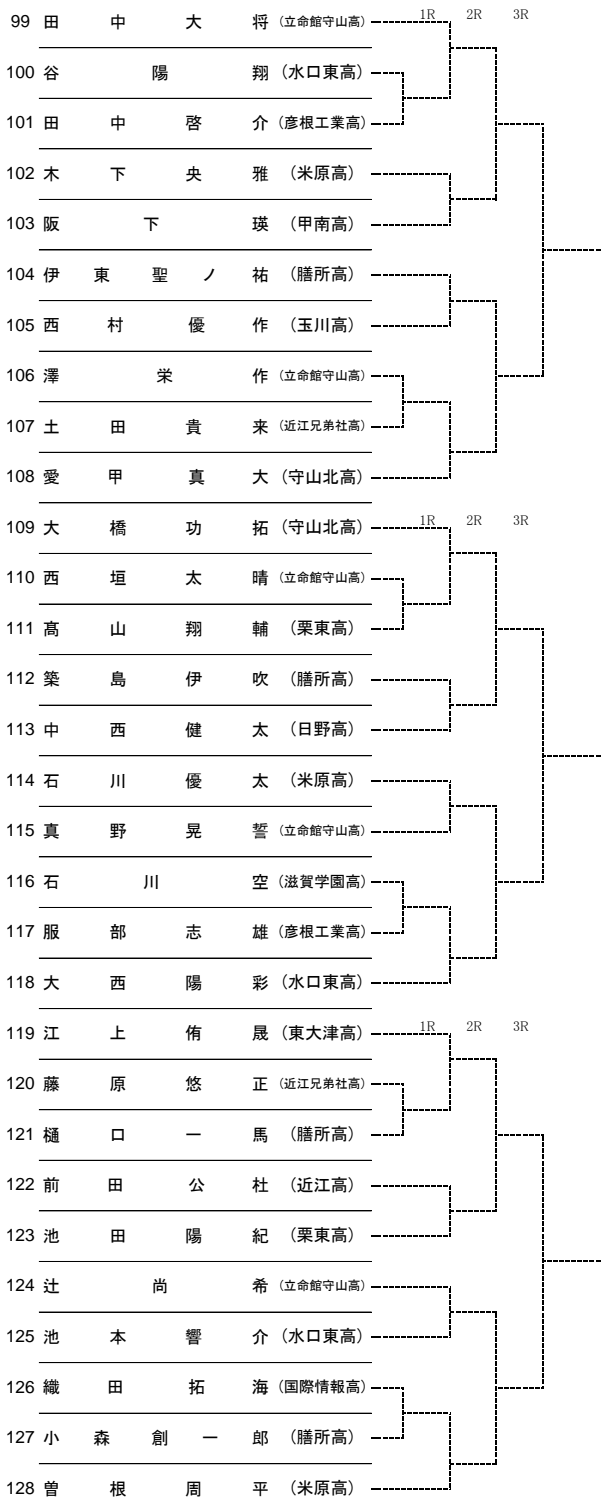 99 田中大将 (立命館守山高) 1R 2R 3R
100 谷陽翔 (水口東高)
101 田中啓介 (彦根工業高)
102 木下央雅 (米原高)
103 阪下瑛 (甲南高)
104 伊東聖ノ祐 (膳所高)
105 西村優作 (玉川高)
106 澤栄作 (立命館守山高)
107 土田貴来 (近江兄弟社高)
108 愛甲真大 (守山北高)
109 大橋功拓 (守山北高) 1R 2R 3R
110 西垣太晴 (立命館守山高)
111 髙山翔輔 (栗東高)
112 築島伊吹 (膳所高)
113 中西健太 (日野高)
114 石川優太 (米原高)
115 真野晃誓 (立命館守山高)
116 石川空 (滋賀学園高)
117 服部志雄 (彦根工業高)
118 大西陽彩 (水口東高)
119 江上侑晟 (東大津高) 1R 2R 3R
120 藤原悠正 (近江兄弟社高)
121 樋口一馬 (膳所高)
122 前田公杜 (近江高)
123 池田陽紀 (栗東高)
124 辻尚希 (立命館守山高)
125 池本響介 (水口東高)
126 織田拓海 (国際情報高)
127 小森創一郎 (膳所高)
128 曽根周平 (米原高)